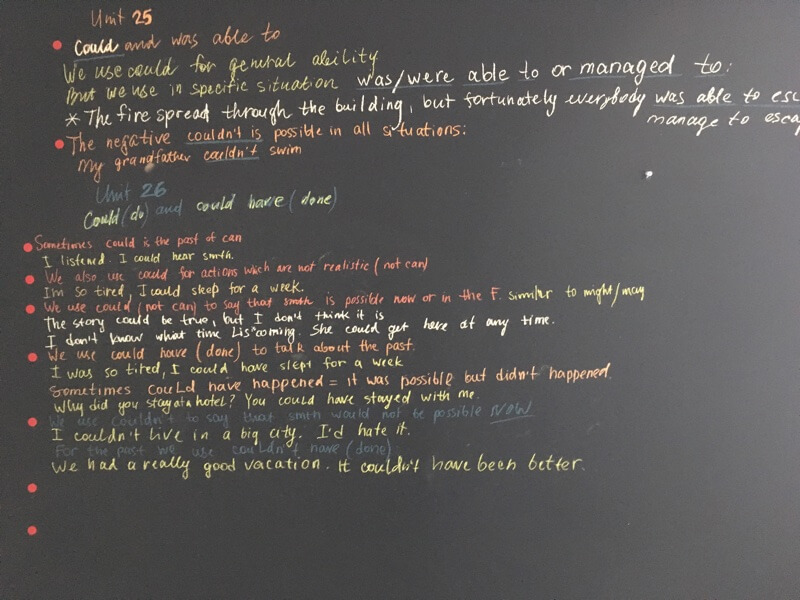 Unit 25
Could and was able to
We use could for general ability
But we use in specific situation was/were able to or managed to:
* The fire spread through the building, but fortunately everybody was able to esc
manage to escap
The negative couldn't is possible in all situations:
My grandfather couldn't swim
Unit 26
Could (do) and could have (done)
Sometimes could is the past of can
I listened. I could hear smth.
We also use could for actions which are not realistic (not can)
I'm so tired, I could sleep for a week.
We use could (not can) to say that smth is possible now or in the F. similar to might/may
The story could be true, but I don't think it is
I don't know what time Lis coming. She could get here at any time.
We use could have (done) to talk about the past.
I was so tired, I could have slept for a week
Sometimes could have happened = it was possible but didn't happened.
Why did you stay at a hotel? You could have stayed with me.
We use couldn't to say that smth would not be possible NOW
I couldn't live in a big city. I'd hate it.
For the past we use couldn't have (done)
We had a really good vacation. It couldn't have been better.